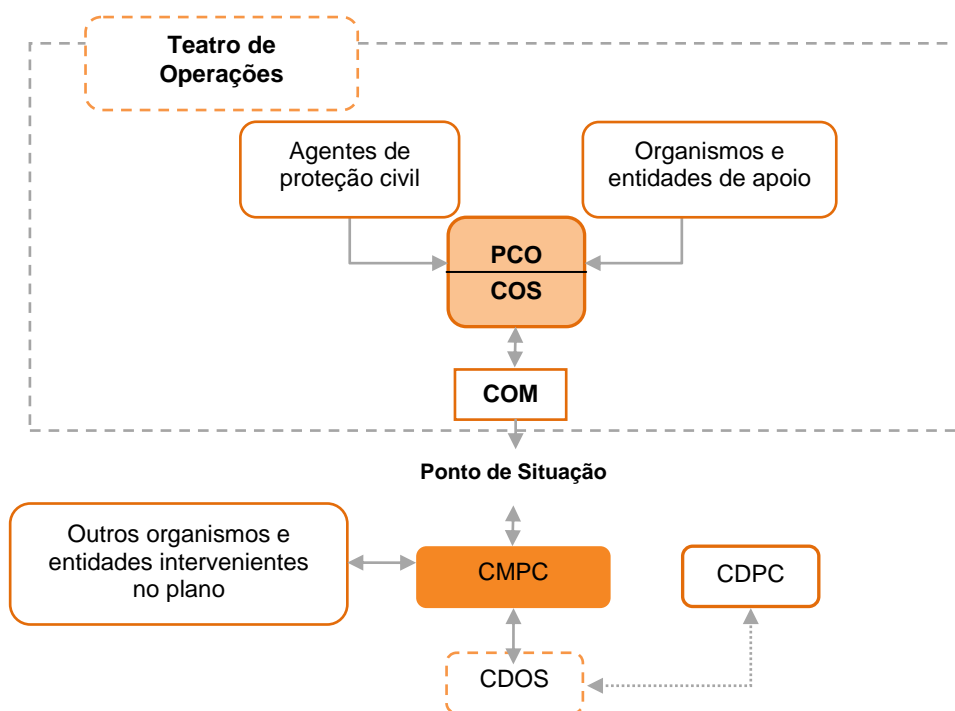 Teatro de
Operações
Agentes de
proteção civil
Organismos e
entidades de apoio
PCO
COS
COM
Ponto de Situação
Outros organismos e
entidades intervenientes
no plano
CMPC
CDPC
CDOS